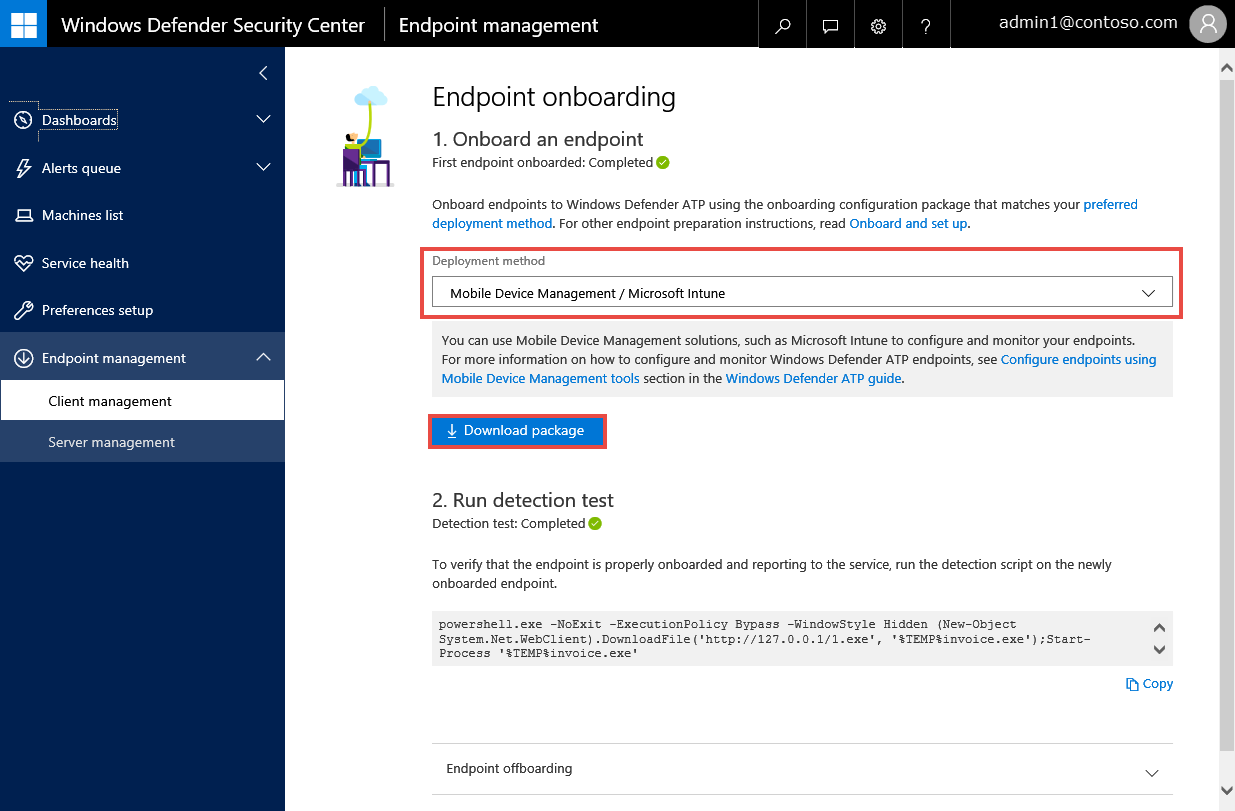 Windows Defender Security Center
Endpoint management
?
admin1@contoso.com
Dashboards
Alerts queue
Machines list
Service health
Preferences setup
Endpoint management
Client management
Server management
Endpoint onboarding
1. Onboard an endpoint
First endpoint onboarded: Completed
Onboard endpoints to Windows Defender ATP using the onboarding configuration package that matches your preferred
deployment method. For other endpoint preparation instructions, read Onboard and set up.
Deployment method
Mobile Device Management / Microsoft Intune
You can use Mobile Device Management solutions, such as Microsoft Intune to configure and monitor your endpoints.
For more information on how to configure and monitor Windows Defender ATP endpoints, see Configure endpoints using
Mobile Device Management tools section in the Windows Defender ATP guide.
Download package
2. Run detection test
Detection test: Completed
To verify that the endpoint is properly onboarded and reporting to the service, run the detection script on the newly
onboarded endpoint.
powershell.exe -NoExit -ExecutionPolicy Bypass -WindowStyle Hidden (New-Object
System.Net.WebClient).DownloadFile('http://127.0.0.1/1.exe', '%TEMP%invoice.exe');Start-
Process '%TEMP%invoice.exe'
Copy
Endpoint offboarding